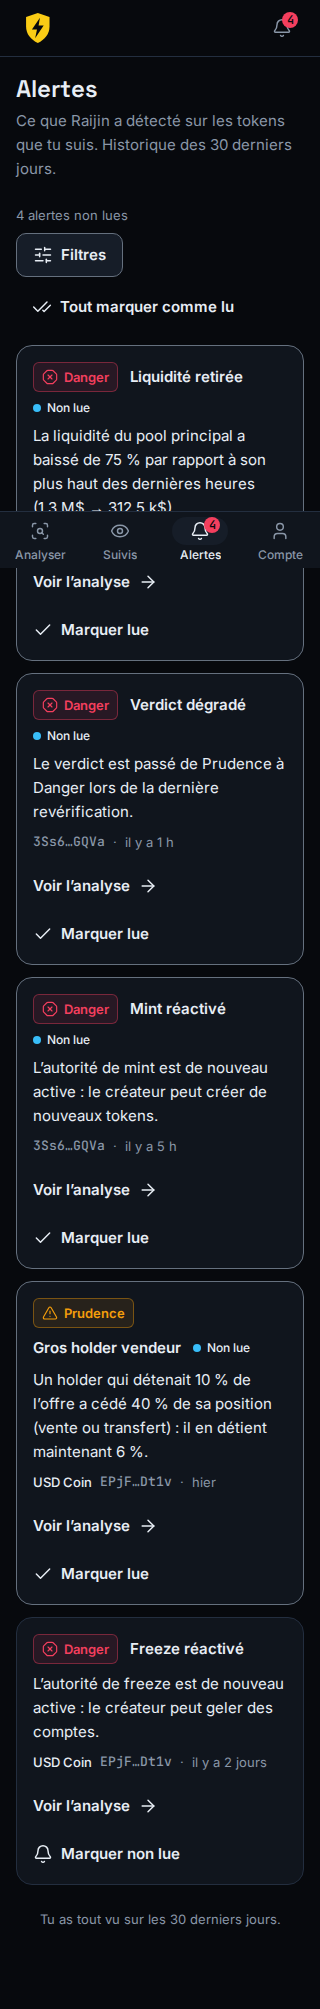 4
Alertes
Ce que Raijin a détecté sur les tokens
que tu suis. Historique des 30 derniers
jours.
4 alertes non lues
Filtres
Tout marquer comme lu
Danger Liquidité retirée
Non lue
La liquidité du pool principal a
baissé de 75 % par rapport à son
plus haut des dernières heures
(1,3 M$ → 312,5 k$)
4
Analyser Suivis Alertes Compte
Voir l’analyse →
Marquer lue
Danger Verdict dégradé
Non lue
Le verdict est passé de Prudence à
Danger lors de la dernière
revérification.
3Ss6…GQVa · il y a 1 h
Voir l’analyse →
Marquer lue
Danger Mint réactivé
Non lue
L’autorité de mint est de nouveau
active : le créateur peut créer de
nouveaux tokens.
3Ss6…GQVa · il y a 5 h
Voir l’analyse →
Marquer lue
Prudence
Gros holder vendeur Non lue
Un holder qui détenait 10 % de
l’offre a cédé 40 % de sa position
(vente ou transfert) : il en détient
maintenant 6 %.
USD Coin EPjF…Dt1v · hier
Voir l’analyse →
Marquer lue
Danger Freeze réactivé
L’autorité de freeze est de nouveau
active : le créateur peut geler des
comptes.
USD Coin EPjF…Dt1v · il y a 2 jours
Voir l’analyse →
Marquer non lue
Tu as tout vu sur les 30 derniers jours.